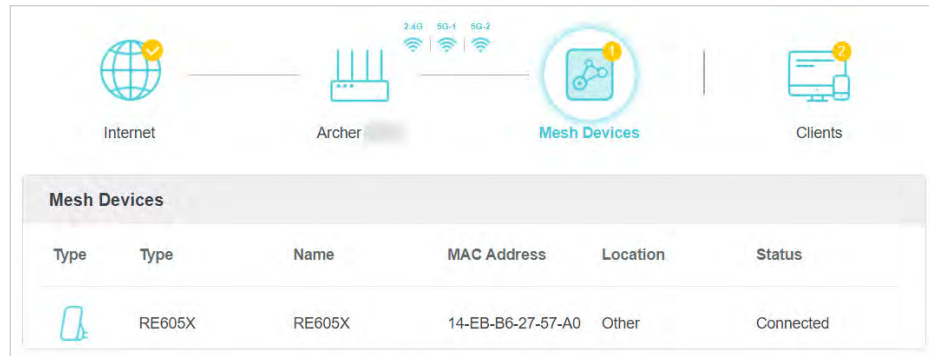 2.4G 5G-1 5G-2
1
2
Internet
Archer
Mesh Devices
Clients
Mesh Devices
Type Type Name MAC Address Location Status
RE605X RE605X 14-EB-B6-27-57-A0 Other Connected